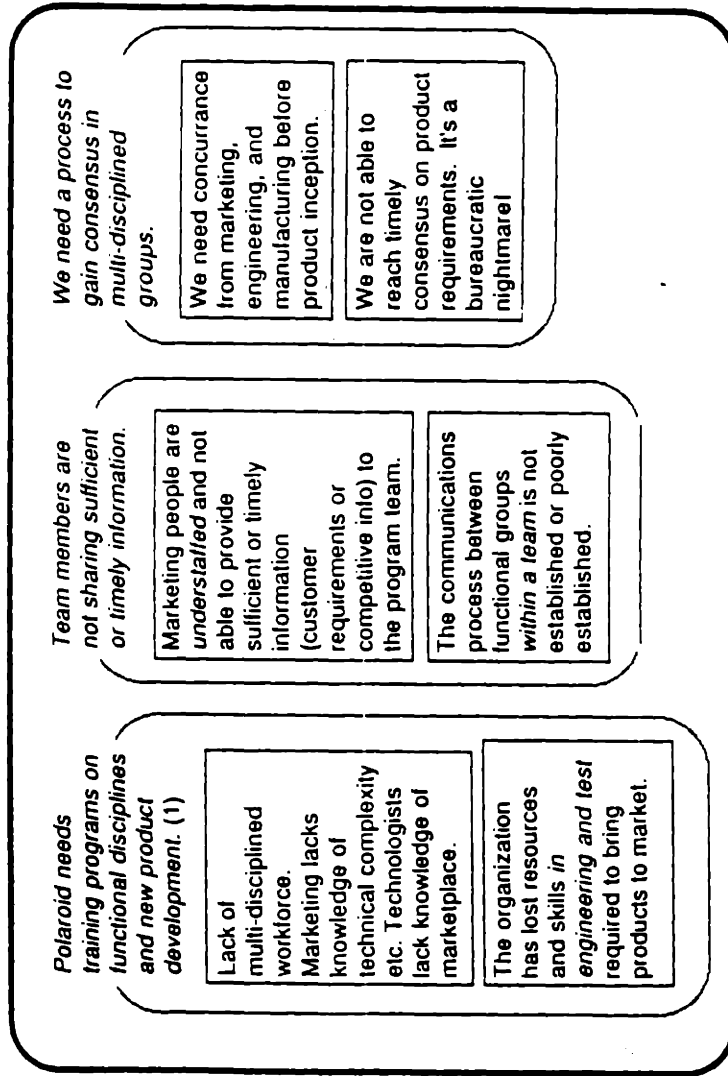 Polaroid needs
training programs on
functional disciplines
and new product
development. (1)
Lack of
multi-disciplined
workforce.
Marketing lacks
knowledge of
technical complexity
etc. Technologists
lack knowledge of
marketplace.
The organization
has lost resources
and skills in
engineering and test
required to bring
products to market.
Team members are
not sharing sufficient
or timely information.
Marketing people are
understaffed and not
able to provide
sufficient or timely
information
(customer
requirements or
competitive info) to
the program team.
The communications
process between
functional groups
within a team is not
established or poorly
established.
We need a process to
gain consensus in
multi-disciplined
groups.
We need concurrance
from marketing,
engineering, and
manufacturing before
product inception.
We are not able to
reach timely
consensus on product
requirements. It's a
bureaucratic
nightmare!